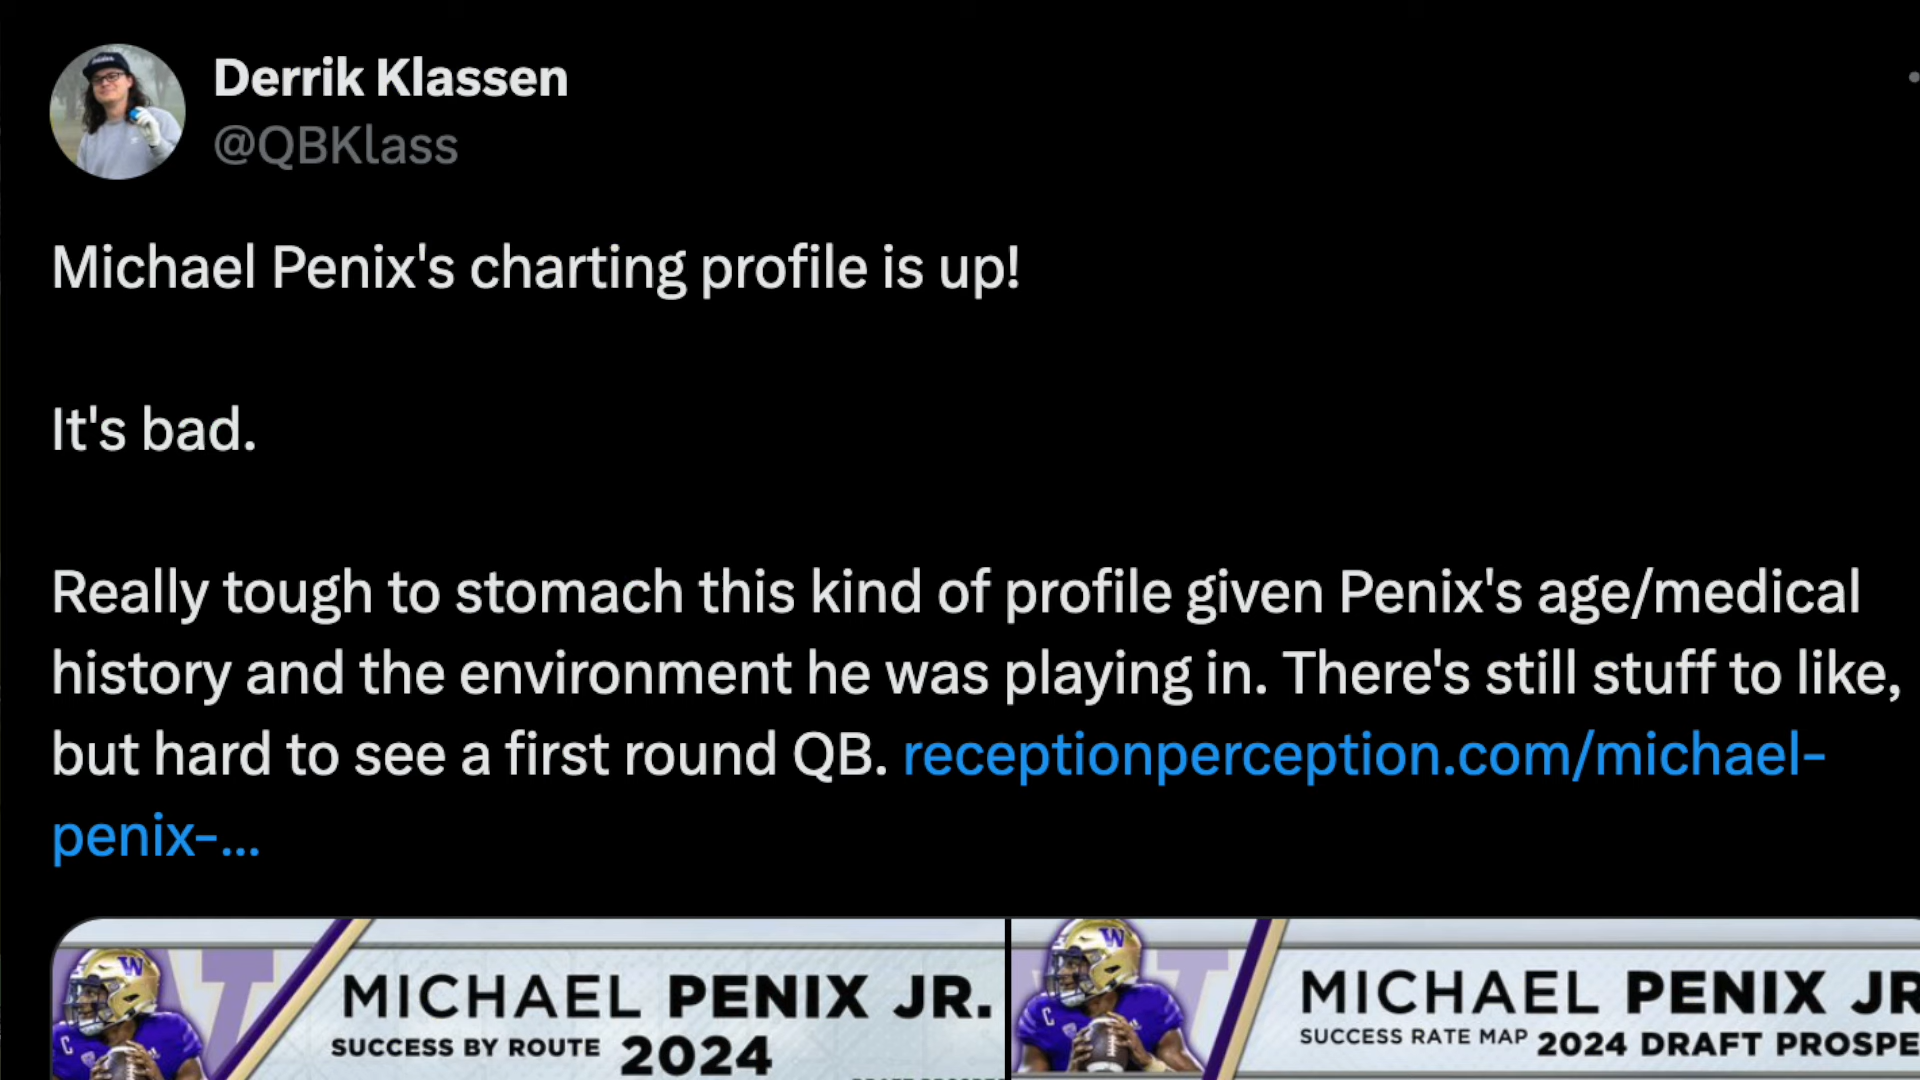 Derrik Klassen
@QBKlass
Michael Penix's charting profile is up!
It's bad.
Really tough to stomach this kind of profile given Penix's age/medical
history and the environment he was playing in. There's still stuff to like,
but hard to see a first round QB. receptionperception.com/michael-
penix-...
MICHAEL PENIX JR.
SUCCESS BY ROUTE 2024
W
C
MICHAEL PENIX JR
SUCCESS RATE MAP 2024 DRAFT PROSPE
W
C